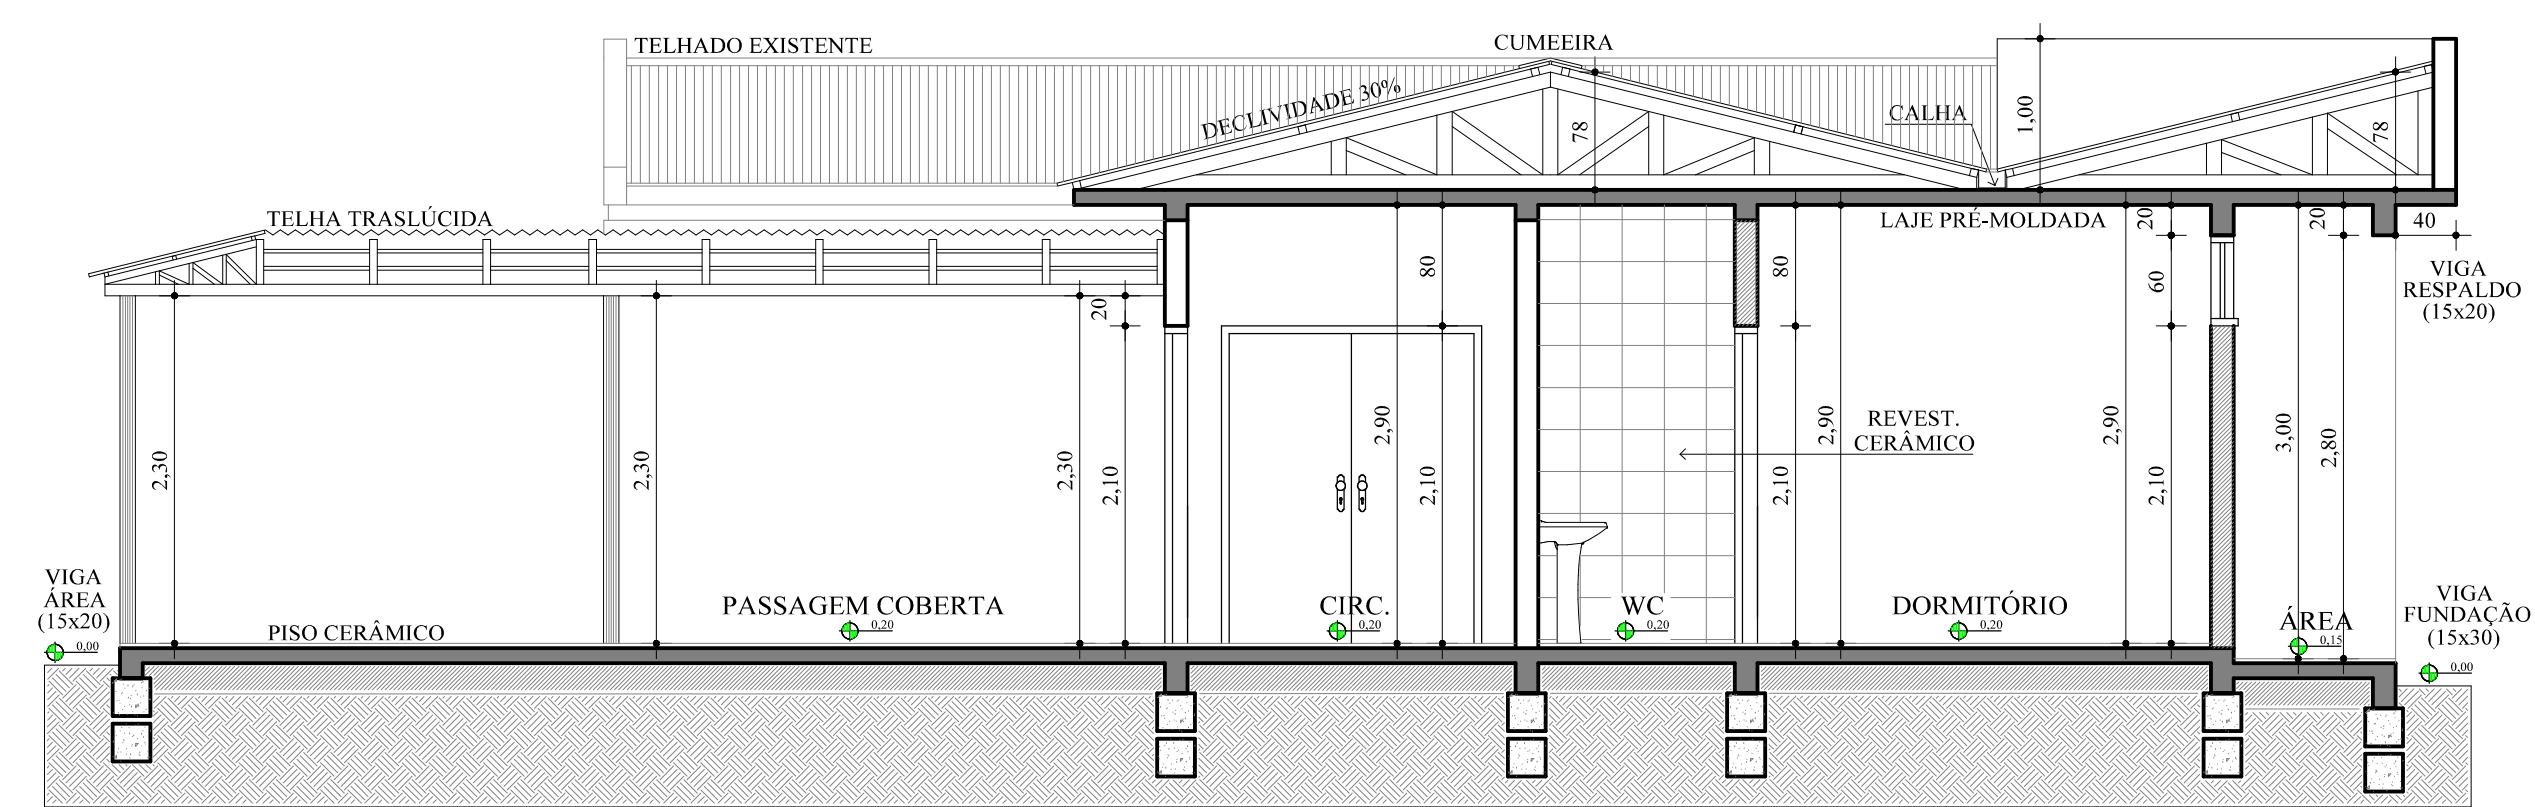 TELHADO EXISTENTE
CUMEEIRA
DECLIVIDADE 30%
CALHA
78
1,00
78
TELHA TRASLÚCIDA
LAJE PRÉ-MOLDADA
20
20
40
80
80
60
20
VIGA
RESPALDO
(15x20)
2,30
2,30
2,30
2,10
2,90
2,10
2,10
2,90
REVEST.
CERÂMICO
2,90
2,10
3,00
2,80
VIGA
ÁREA
(15x20)
0,00
PISO CERÂMICO
PASSAGEM COBERTA
0,20
CIRC.
0,20
WC
0,20
DORMITÓRIO
0,20
ÁREA
0,15
VIGA
FUNDAÇÃO
(15x30)
0,00